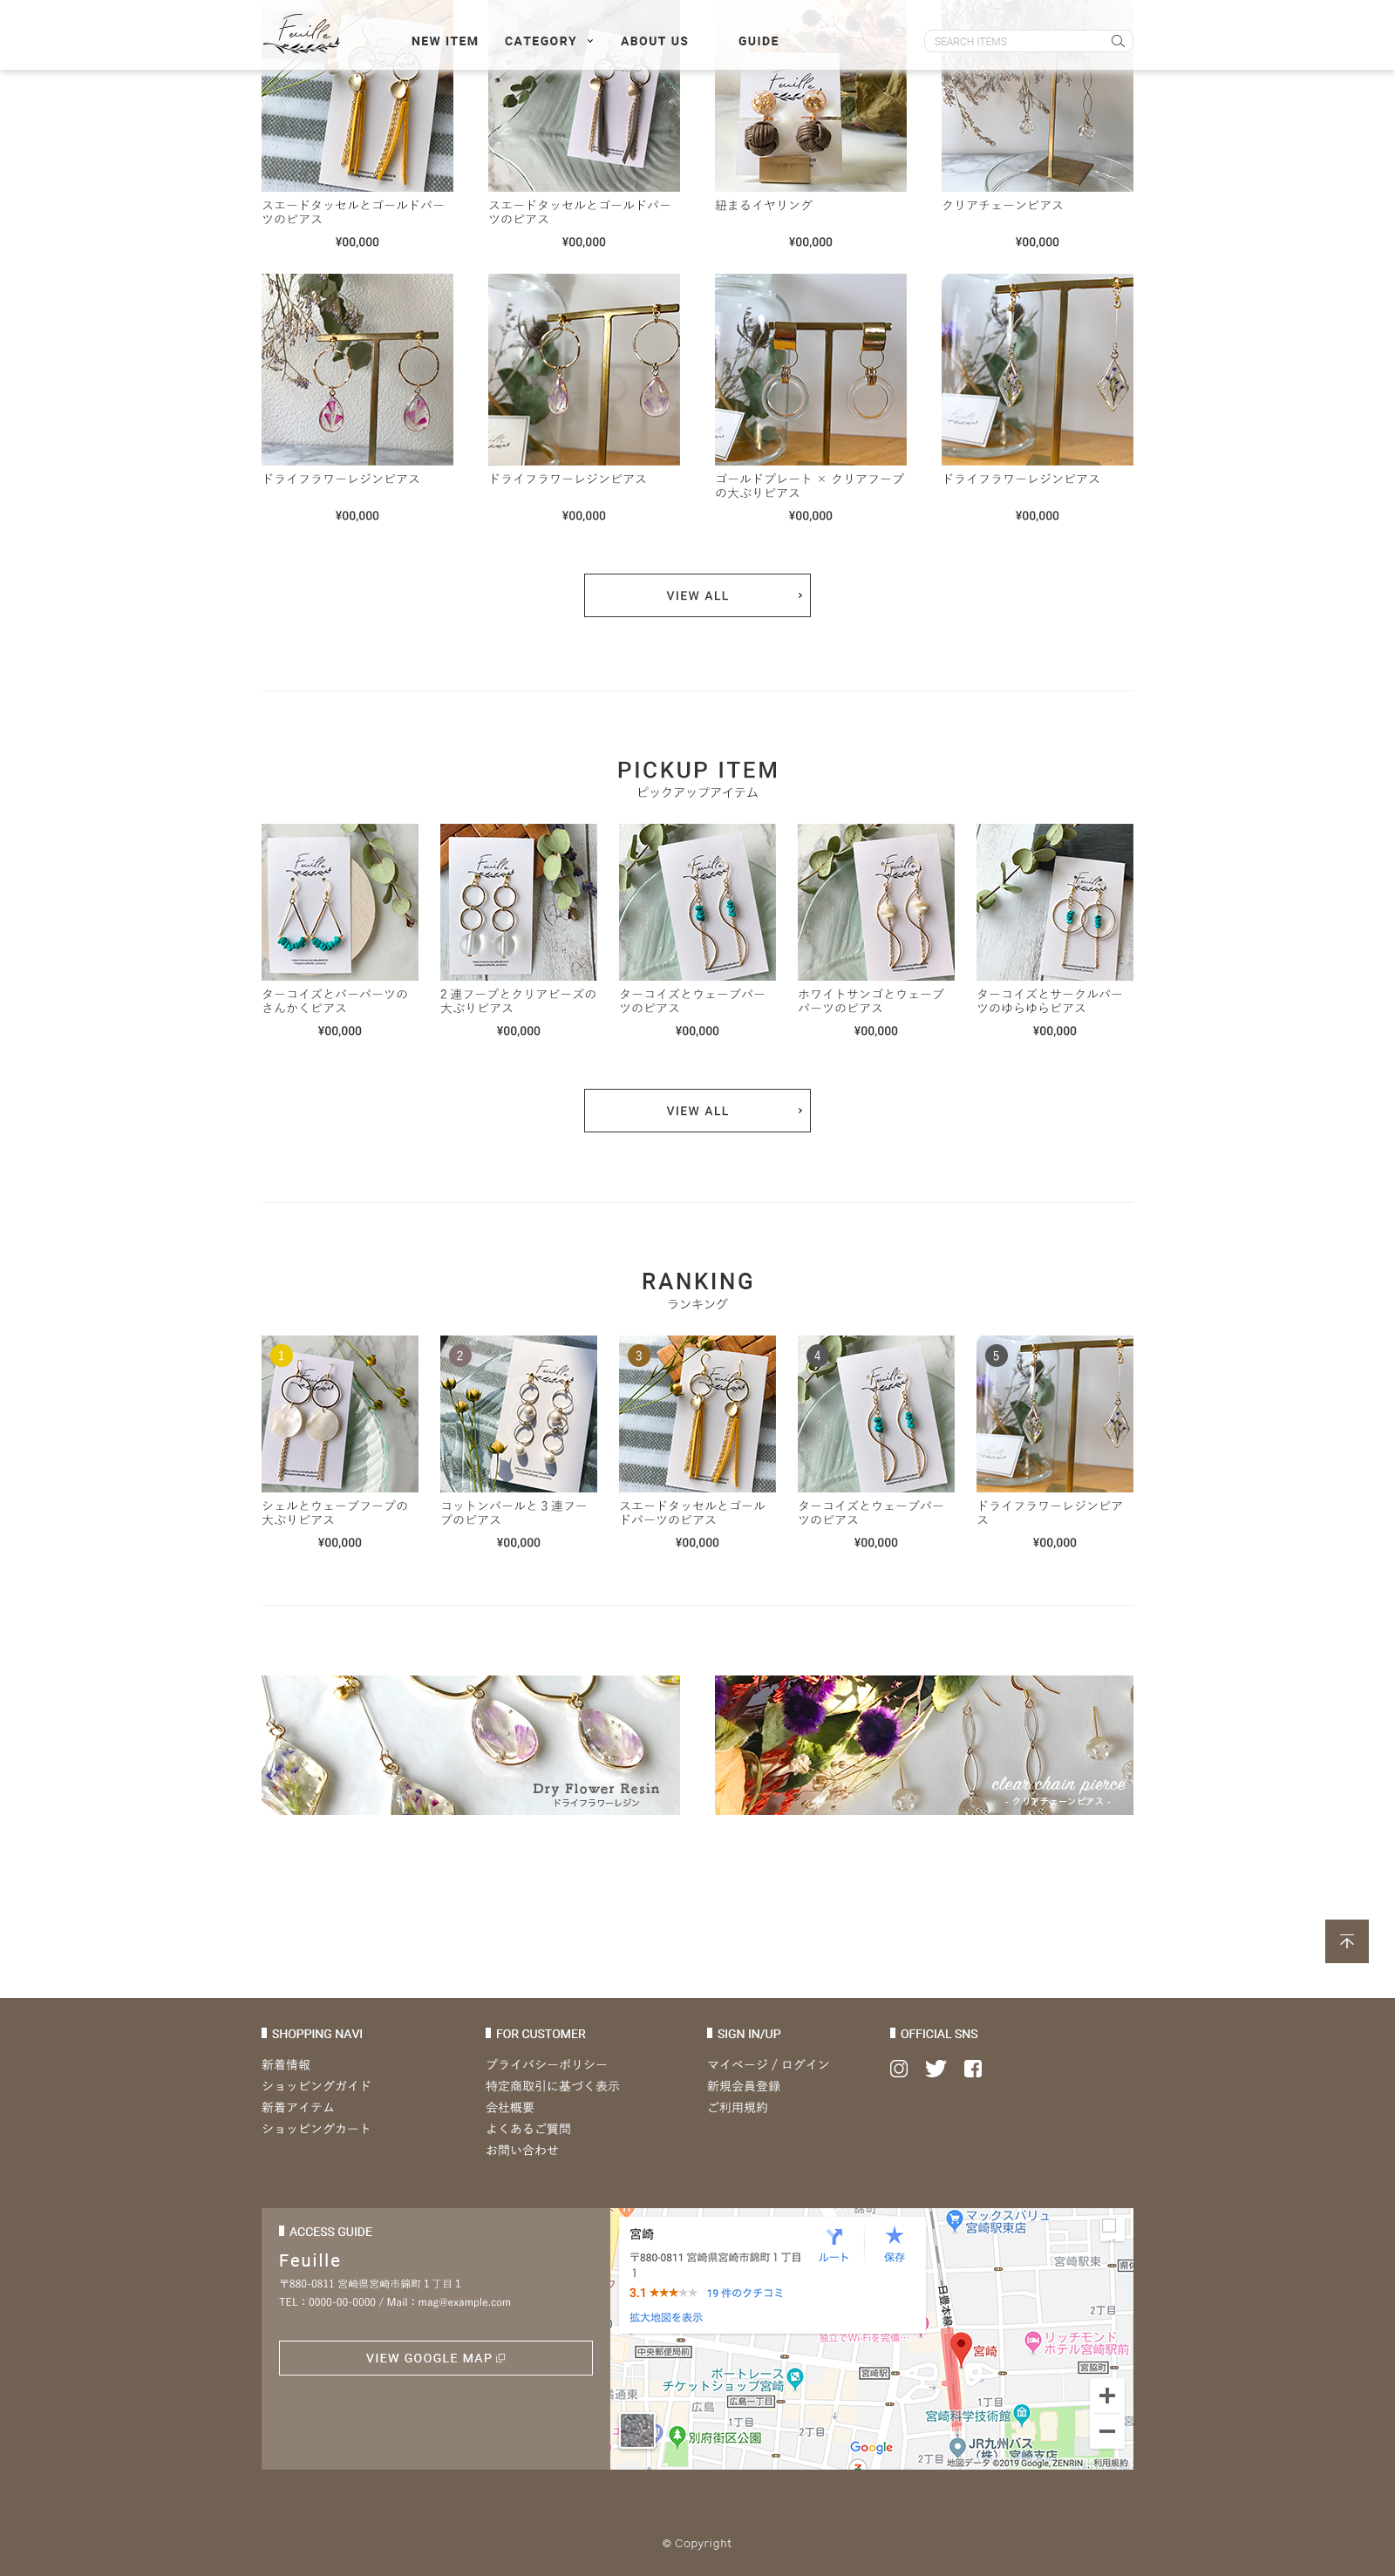 Feuille
NEW ITEM CATEGORY ABOUT US GUIDE SEARCH ITEMS
スエードタッセルとゴールドパー
ツのピアス
¥00,000
スエードタッセルとゴールドパー
ツのピアス
¥00,000
紐まるイヤリング
¥00,000
クリアチェーンピアス
¥00,000
ドライフラワーレジンピアス
¥00,000
ドライフラワーレジンピアス
¥00,000
ゴールドプレート × クリアフープ
の大ぶりピアス
¥00,000
ドライフラワーレジンピアス
¥00,000
VIEW ALL
PICKUP ITEM
ピックアップアイテム
ターコイズとバーパーツの
さんかくピアス
¥00,000
2 連フープとクリアビーズの
大ぶりピアス
¥00,000
ターコイズとウェーブパー
ツのピアス
¥00,000
ホワイトサンゴとウェーブ
パーツのピアス
¥00,000
ターコイズとサークルパー
ツのゆらゆらピアス
¥00,000
VIEW ALL
RANKING
ランキング
1
シェルとウェーブフープの
大ぶりピアス
¥00,000
2
コットンパールと 3 連フー
プのピアス
¥00,000
3
スエードタッセルとゴール
ドパーツのピアス
¥00,000
4
ターコイズとウェーブパー
ツのピアス
¥00,000
5
ドライフラワーレジンピア
ス
¥00,000
Dry Flower Resin
ドライフラワーレジン
clear chain pierce
- クリアチェーンピアス -
SHOPPING NAVI
新着情報
ショッピングガイド
新着アイテム
ショッピングカート
FOR CUSTOMER
プライバシーポリシー
特定商取引に基づく表示
会社概要
よくあるご質問
お問い合わせ
SIGN IN/UP
マイページ / ログイン
新規会員登録
ご利用規約
OFFICIAL SNS
ACCESS GUIDE
Feuille
〒880-0811 宮崎県宮崎市錦町 1 丁目 1
TEL：0000-00-0000 / Mail：mag@example.com
VIEW GOOGLE MAP
宮崎
〒880-0811 宮崎県宮崎市錦町 1 丁目
1
3.1 ★★★★★ 19 件のクチコミ
拡大地図を表示
ルート
保存
錦町
マックスバリュ
宮崎駅東店
宮崎駅東
日豊本線
2丁目
独立でWi-Fiを完備…
中央郵便局前
宮崎駅
宮崎
リッチモンド
ホテル宮崎駅前
宮脇町
ボートレース
チケットショップ宮崎
橘通東
広島一丁目
広島
1丁目
2丁目
1丁目
宮崎科学技術館
別府街区公園
Google
2丁目
JR九州バス
（株） 宮崎支店
地図データ ©2019 Google, ZENRIN
利用規約
© Copyright